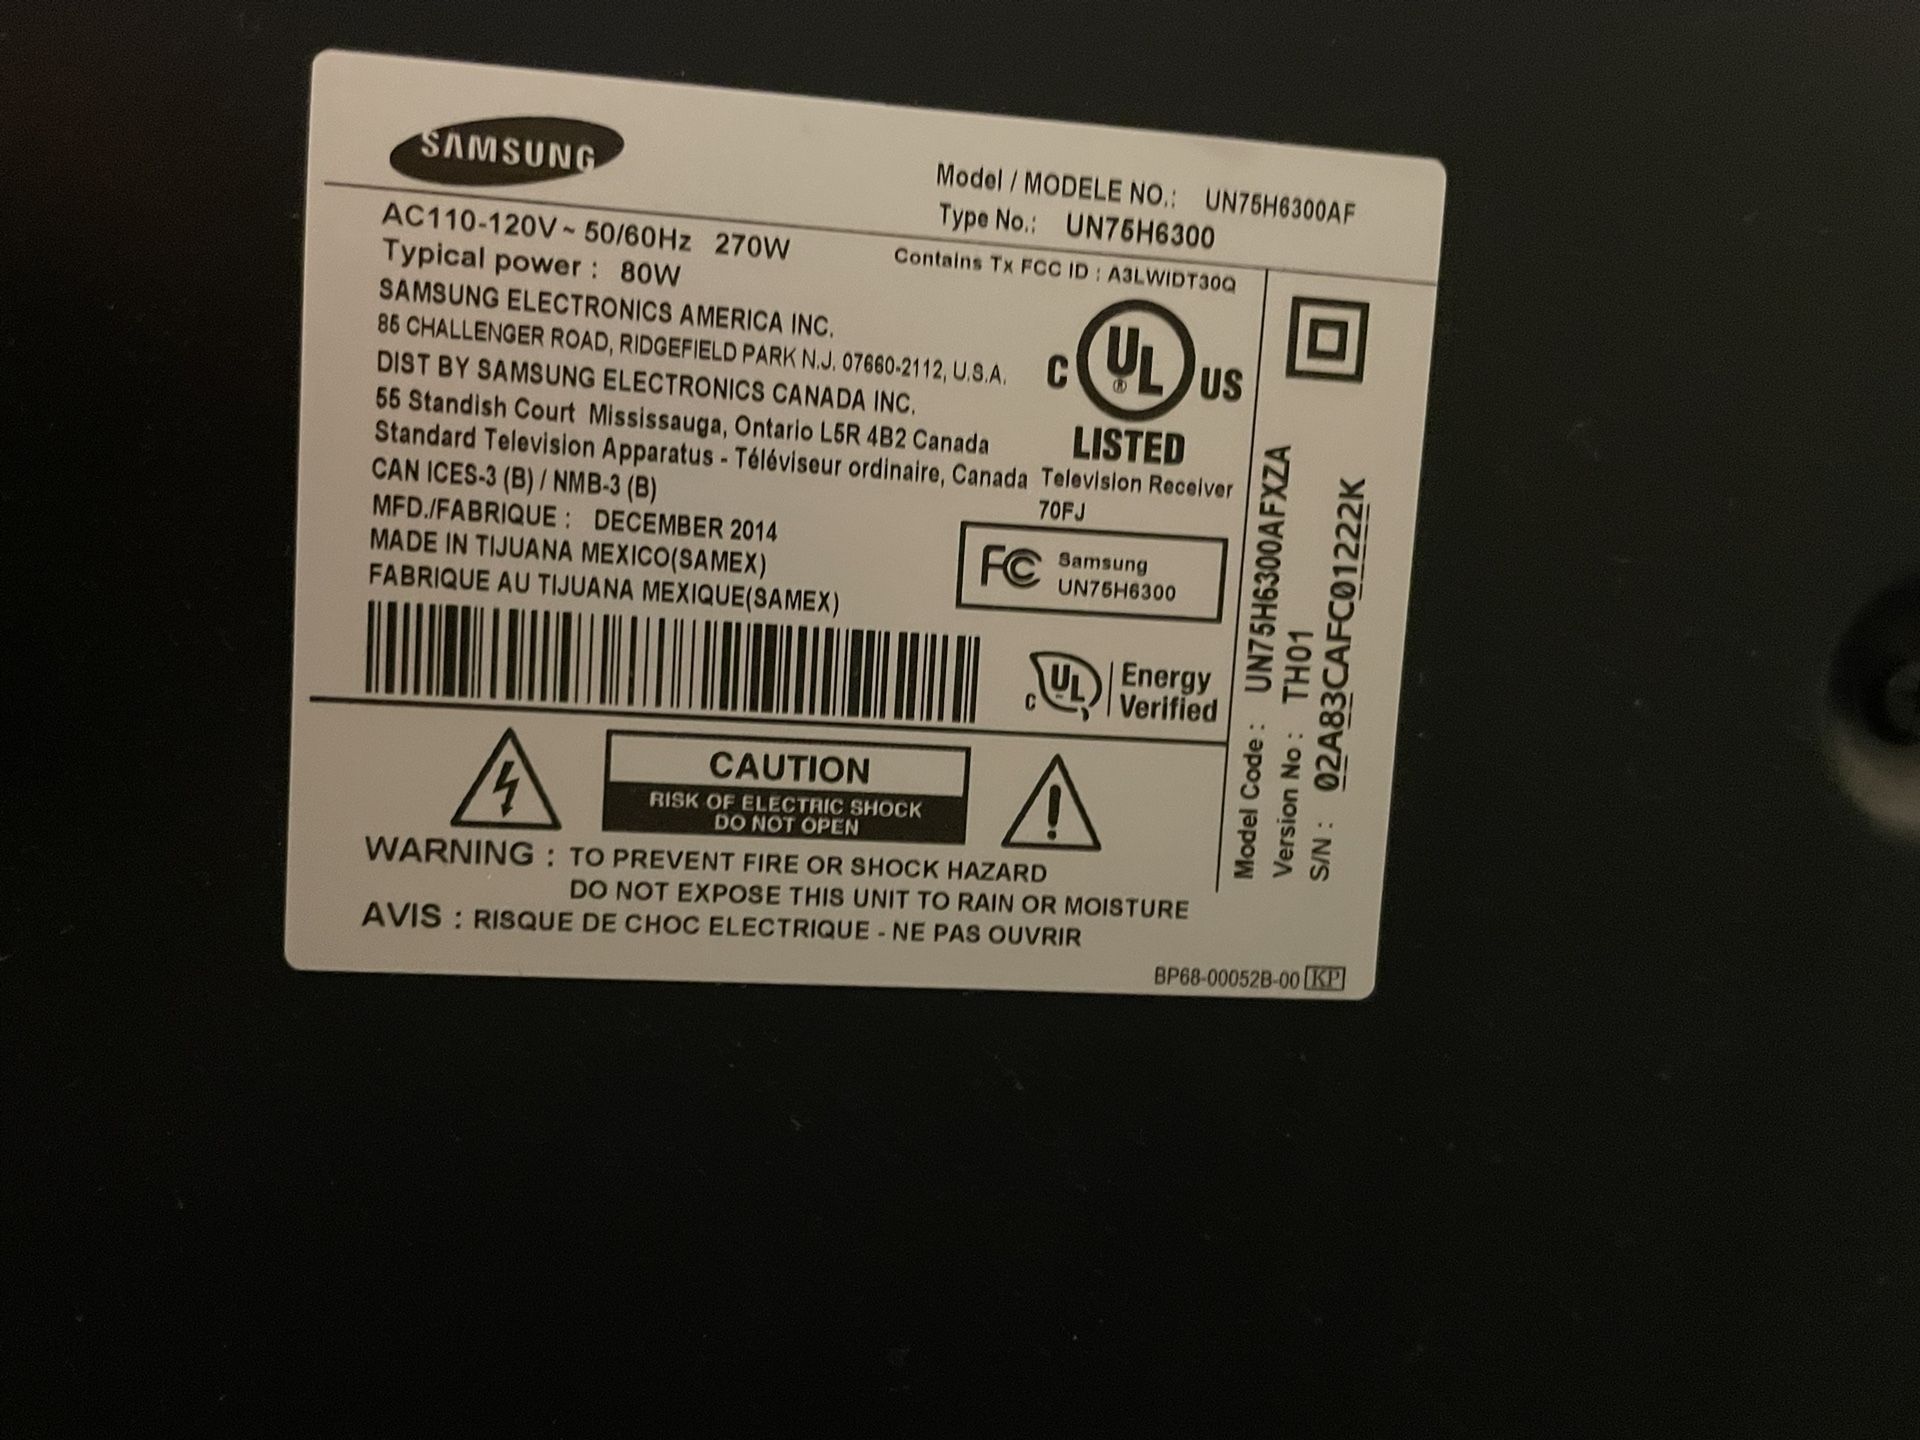 SAMSUNG
Model / MODELE NO.: UN75H6300AF
Type No.: UN75H6300
AC110-120V ~ 50/60Hz 270W
Typical power : 80W
Contains Tx FCC ID : A3LWIDT30Q
SAMSUNG ELECTRONICS AMERICA INC.
85 CHALLENGER ROAD, RIDGEFIELD PARK N.J. 07660-2112, U.S.A.
DIST BY SAMSUNG ELECTRONICS CANADA INC.
55 Standish Court Mississauga, Ontario L5R 4B2 Canada
Standard Television Apparatus - Téléviseur ordinaire, Canada
CAN ICES-3 (B) / NMB-3 (B)
MFD./FABRIQUE : DECEMBER 2014
MADE IN TIJUANA MEXICO(SAMEX)
FABRIQUE AU TIJUANA MEXIQUE(SAMEX)
C UL® US
LISTED
Television Receiver
70FJ
FC Samsung
UN75H6300
C UL Energy
Verified
CAUTION
RISK OF ELECTRIC SHOCK
DO NOT OPEN
WARNING : TO PREVENT FIRE OR SHOCK HAZARD
DO NOT EXPOSE THIS UNIT TO RAIN OR MOISTURE
AVIS : RISQUE DE CHOC ELECTRIQUE - NE PAS OUVRIR
Model Code : UN75H6300AFXZA
Version No : TH01
S/N : 02A83CAFC01222K
BP68-00052B-00 KP